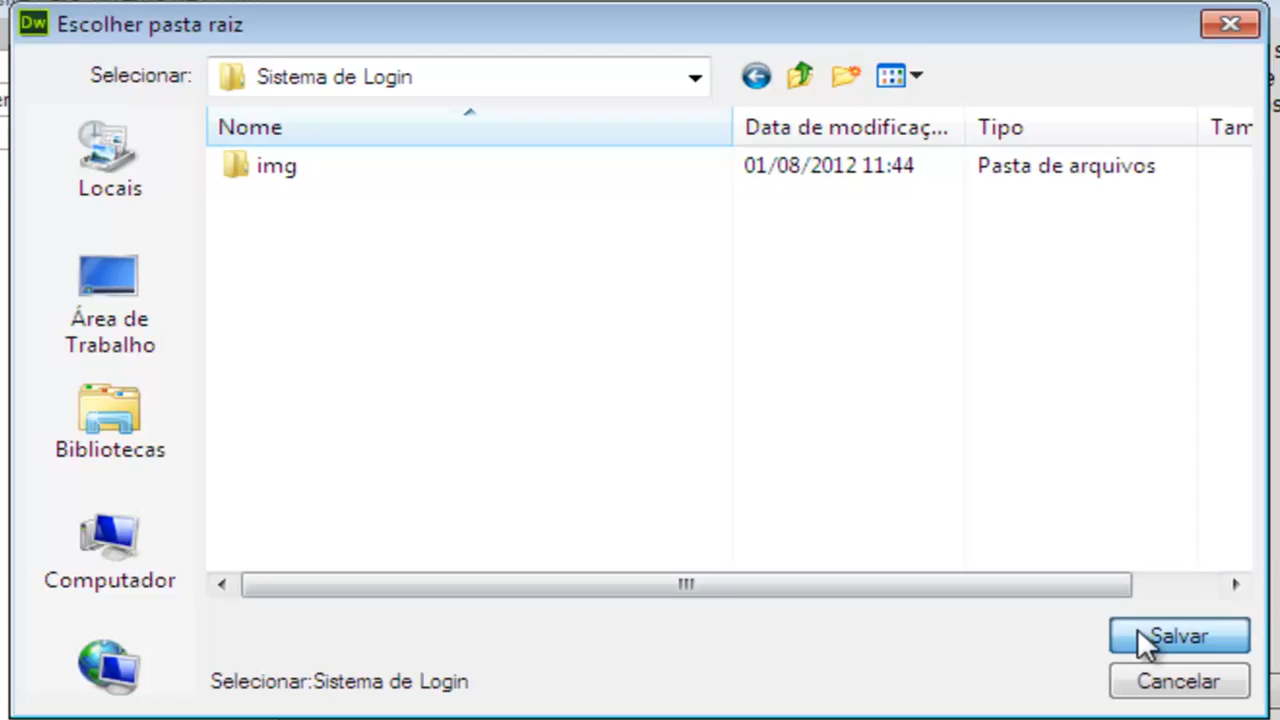 Dw Escolher pasta raiz
Selecionar: Sistema de Login
Nome Data de modificaç... Tipo Tam
img 01/08/2012 11:44 Pasta de arquivos
Locais
Área de
Trabalho
Bibliotecas
Computador
Salvar
Selecionar:Sistema de Login Cancelar